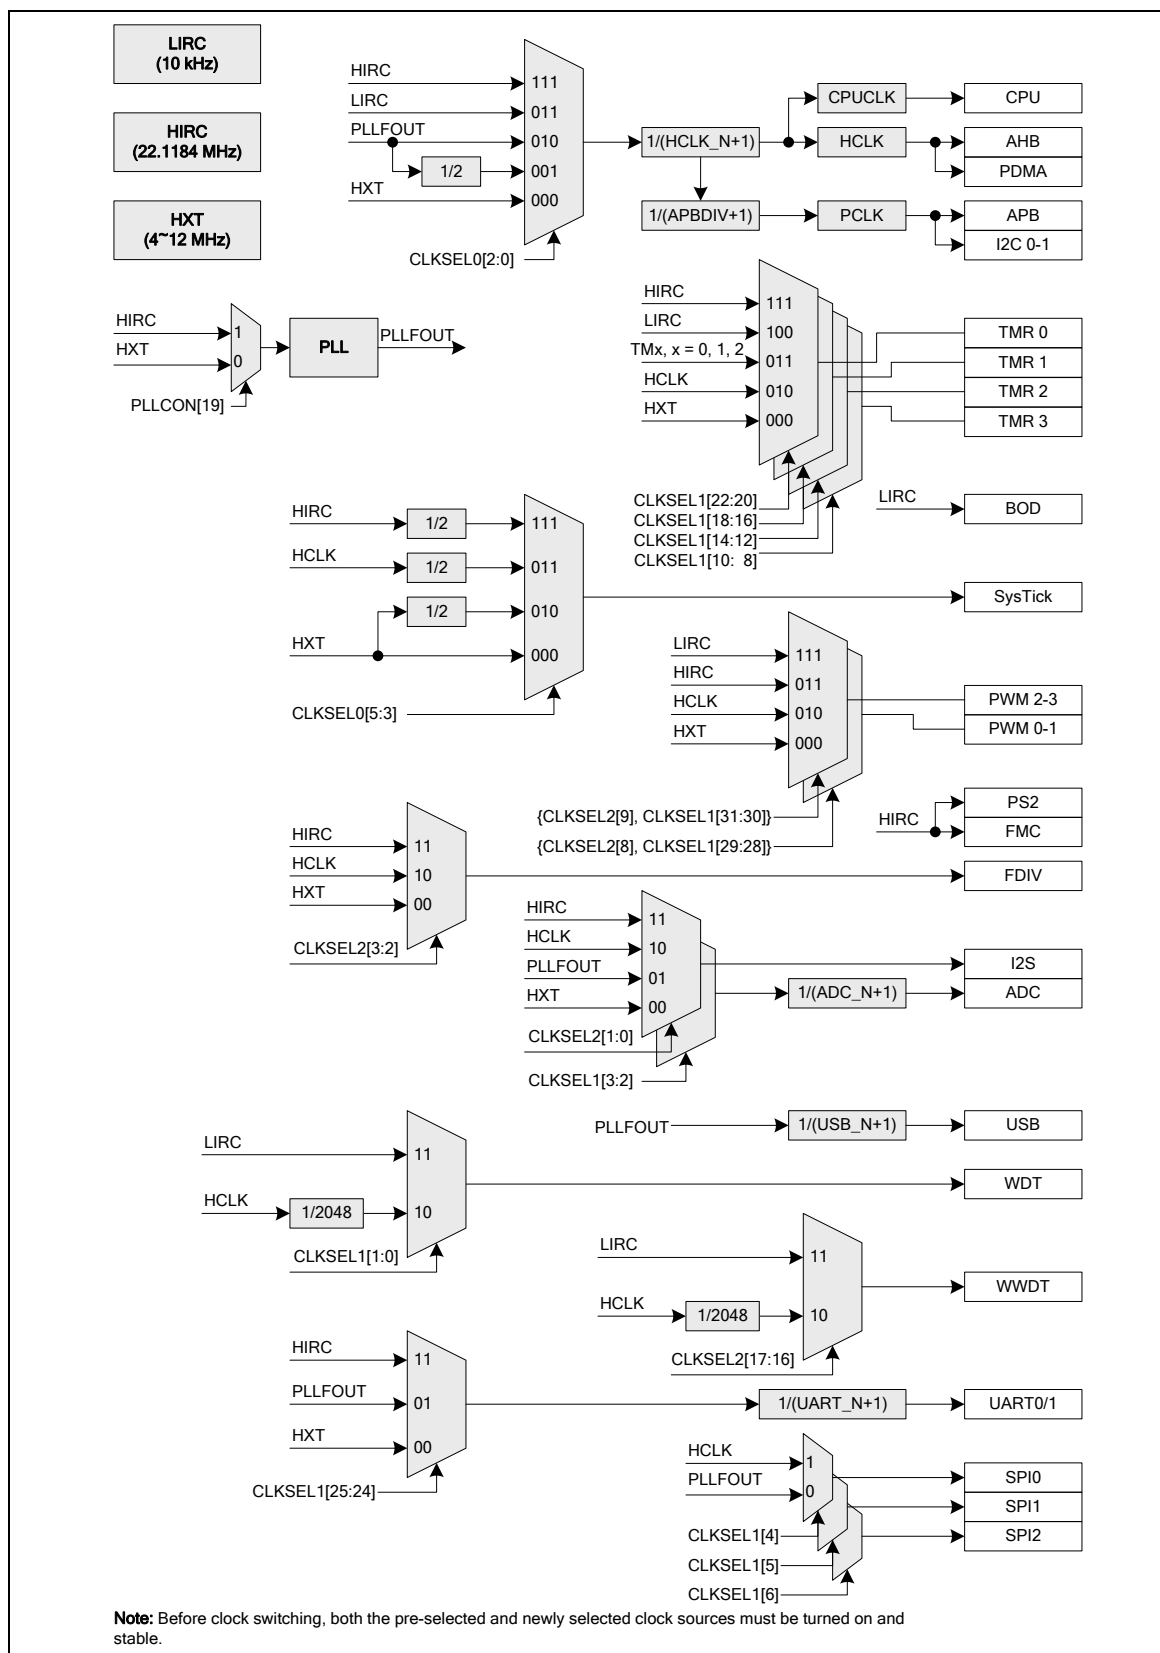 LIRC
(10 kHz)
HIRC
(22.1184 MHz)
HXT
(4~12 MHz)
HIRC
LIRC
PLLFOUT
1/2
HXT
111
011
010
001
000
CLKSEL0[2:0]
1/(HCLK_N+1)
1/(APBDIV+1)
CPUCLK
HCLK
PCLK
CPU
AHB
PDMA
APB
I2C 0-1
HIRC
HXT
1
0
PLLCON[19]
PLL
PLLFOUT
HIRC
LIRC
TMx, x = 0, 1, 2
HCLK
HXT
111
100
011
010
000
TMR 0
TMR 1
TMR 2
TMR 3
CLKSEL1[22:20]
CLKSEL1[18:16]
CLKSEL1[14:12]
CLKSEL1[10: 8]
LIRC
BOD
HIRC
1/2
111
HCLK
1/2
011
1/2
010
HXT
000
CLKSEL0[5:3]
SysTick
LIRC
HIRC
HCLK
HXT
111
011
010
000
PWM 2-3
PWM 0-1
{CLKSEL2[9], CLKSEL1[31:30]}
{CLKSEL2[8], CLKSEL1[29:28]}
HIRC
PS2
FMC
HIRC
HCLK
HXT
11
10
00
CLKSEL2[3:2]
FDIV
HIRC
HCLK
PLLFOUT
HXT
11
10
01
00
CLKSEL2[1:0]
CLKSEL1[3:2]
I2S
1/(ADC_N+1)
ADC
PLLFOUT
1/(USB_N+1)
USB
LIRC
11
HCLK
1/2048
10
CLKSEL1[1:0]
WDT
LIRC
11
HCLK
1/2048
10
CLKSEL2[17:16]
WWDT
HIRC
11
PLLFOUT
01
HXT
00
CLKSEL1[25:24]
1/(UART_N+1)
UART0/1
HCLK
1
PLLFOUT
0
CLKSEL1[4]
CLKSEL1[5]
CLKSEL1[6]
SPI0
SPI1
SPI2
Note: Before clock switching, both the pre-selected and newly selected clock sources must be turned on and
stable.